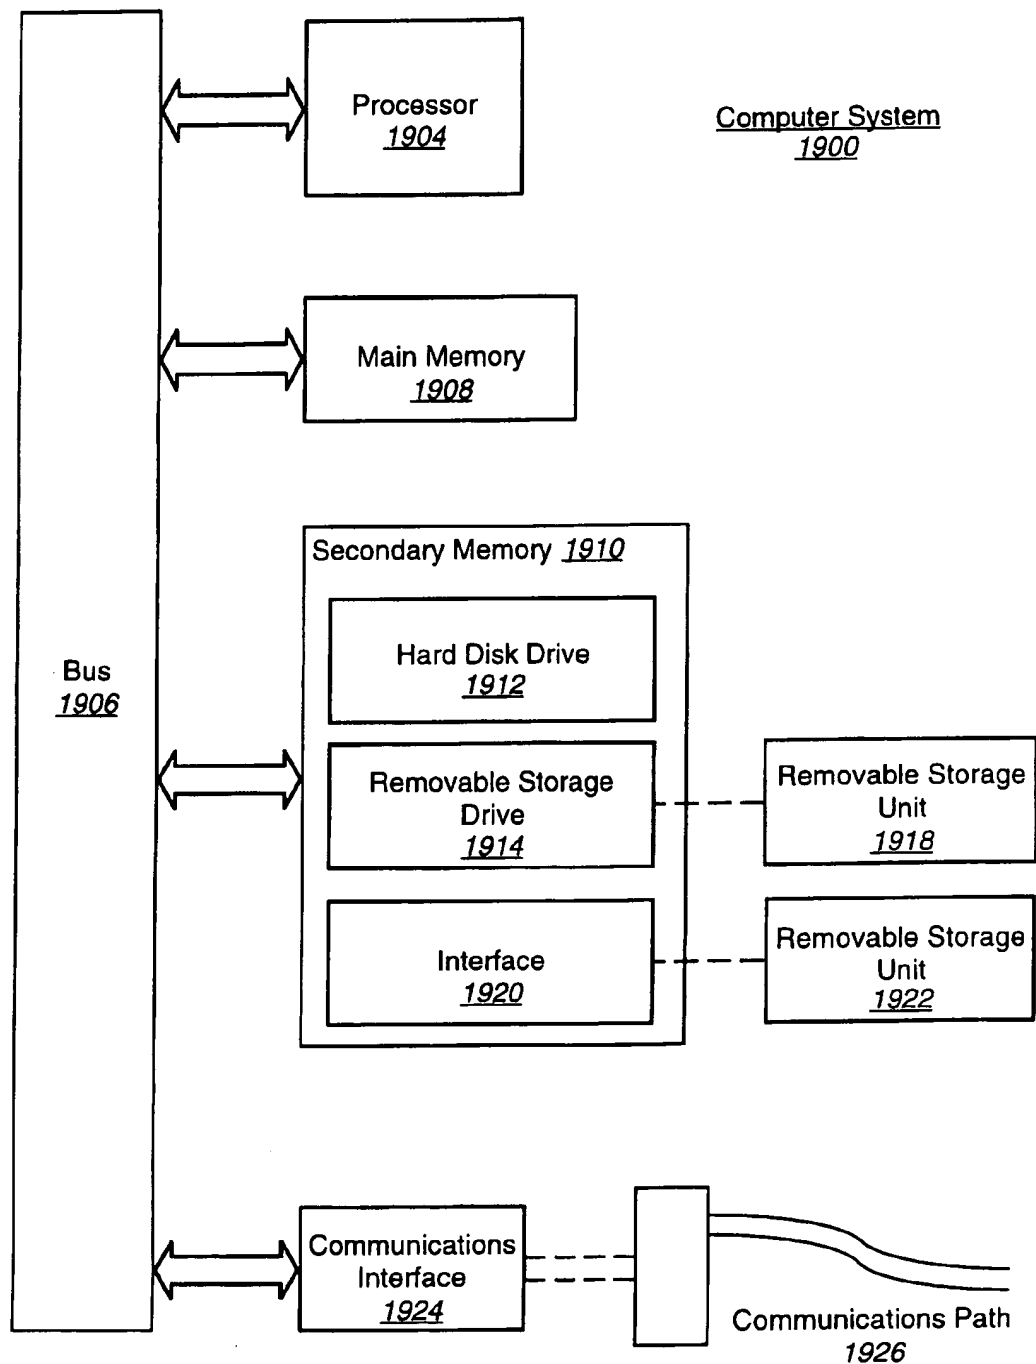 Processor
1904
Computer System
1900
Main Memory
1908
Secondary Memory 1910
Hard Disk Drive
1912
Bus
1906
Removable Storage
Drive
1914
Removable Storage
Unit
1918
Interface
1920
Removable Storage
Unit
1922
Communications
Interface
1924
Communications Path
1926